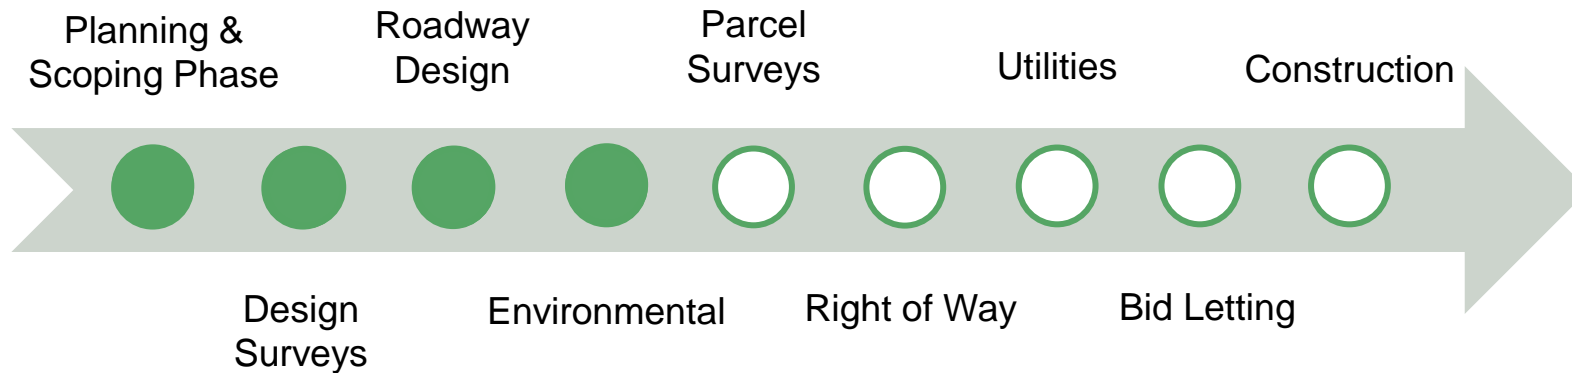 Planning &
Scoping Phase
Roadway
Design
Parcel
Surveys
Utilities
Construction
Design
Surveys
Environmental
Right of Way
Bid Letting